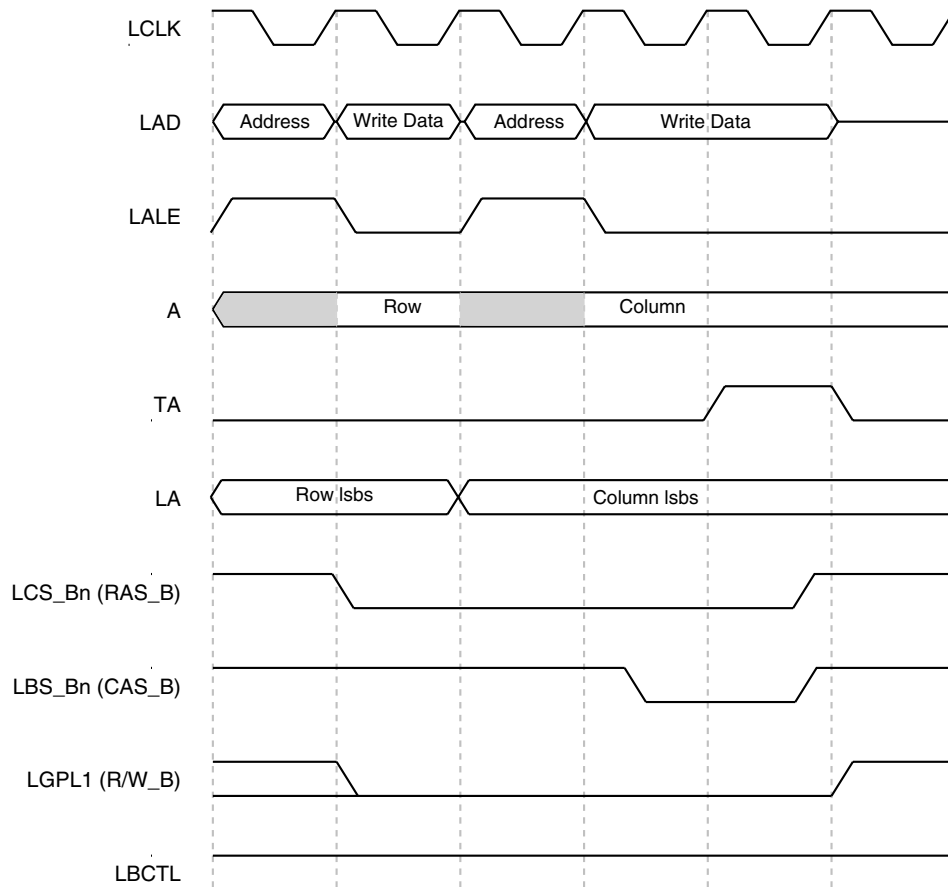 LCLK
LAD
Address
Write Data
Address
Write Data
LALE
A
Row
Column
TA
LA
Row lsbs
Column lsbs
LCS_Bn (RAS_B)
LBS_Bn (CAS_B)
LGPL1 (R/W_B)
LBCTL